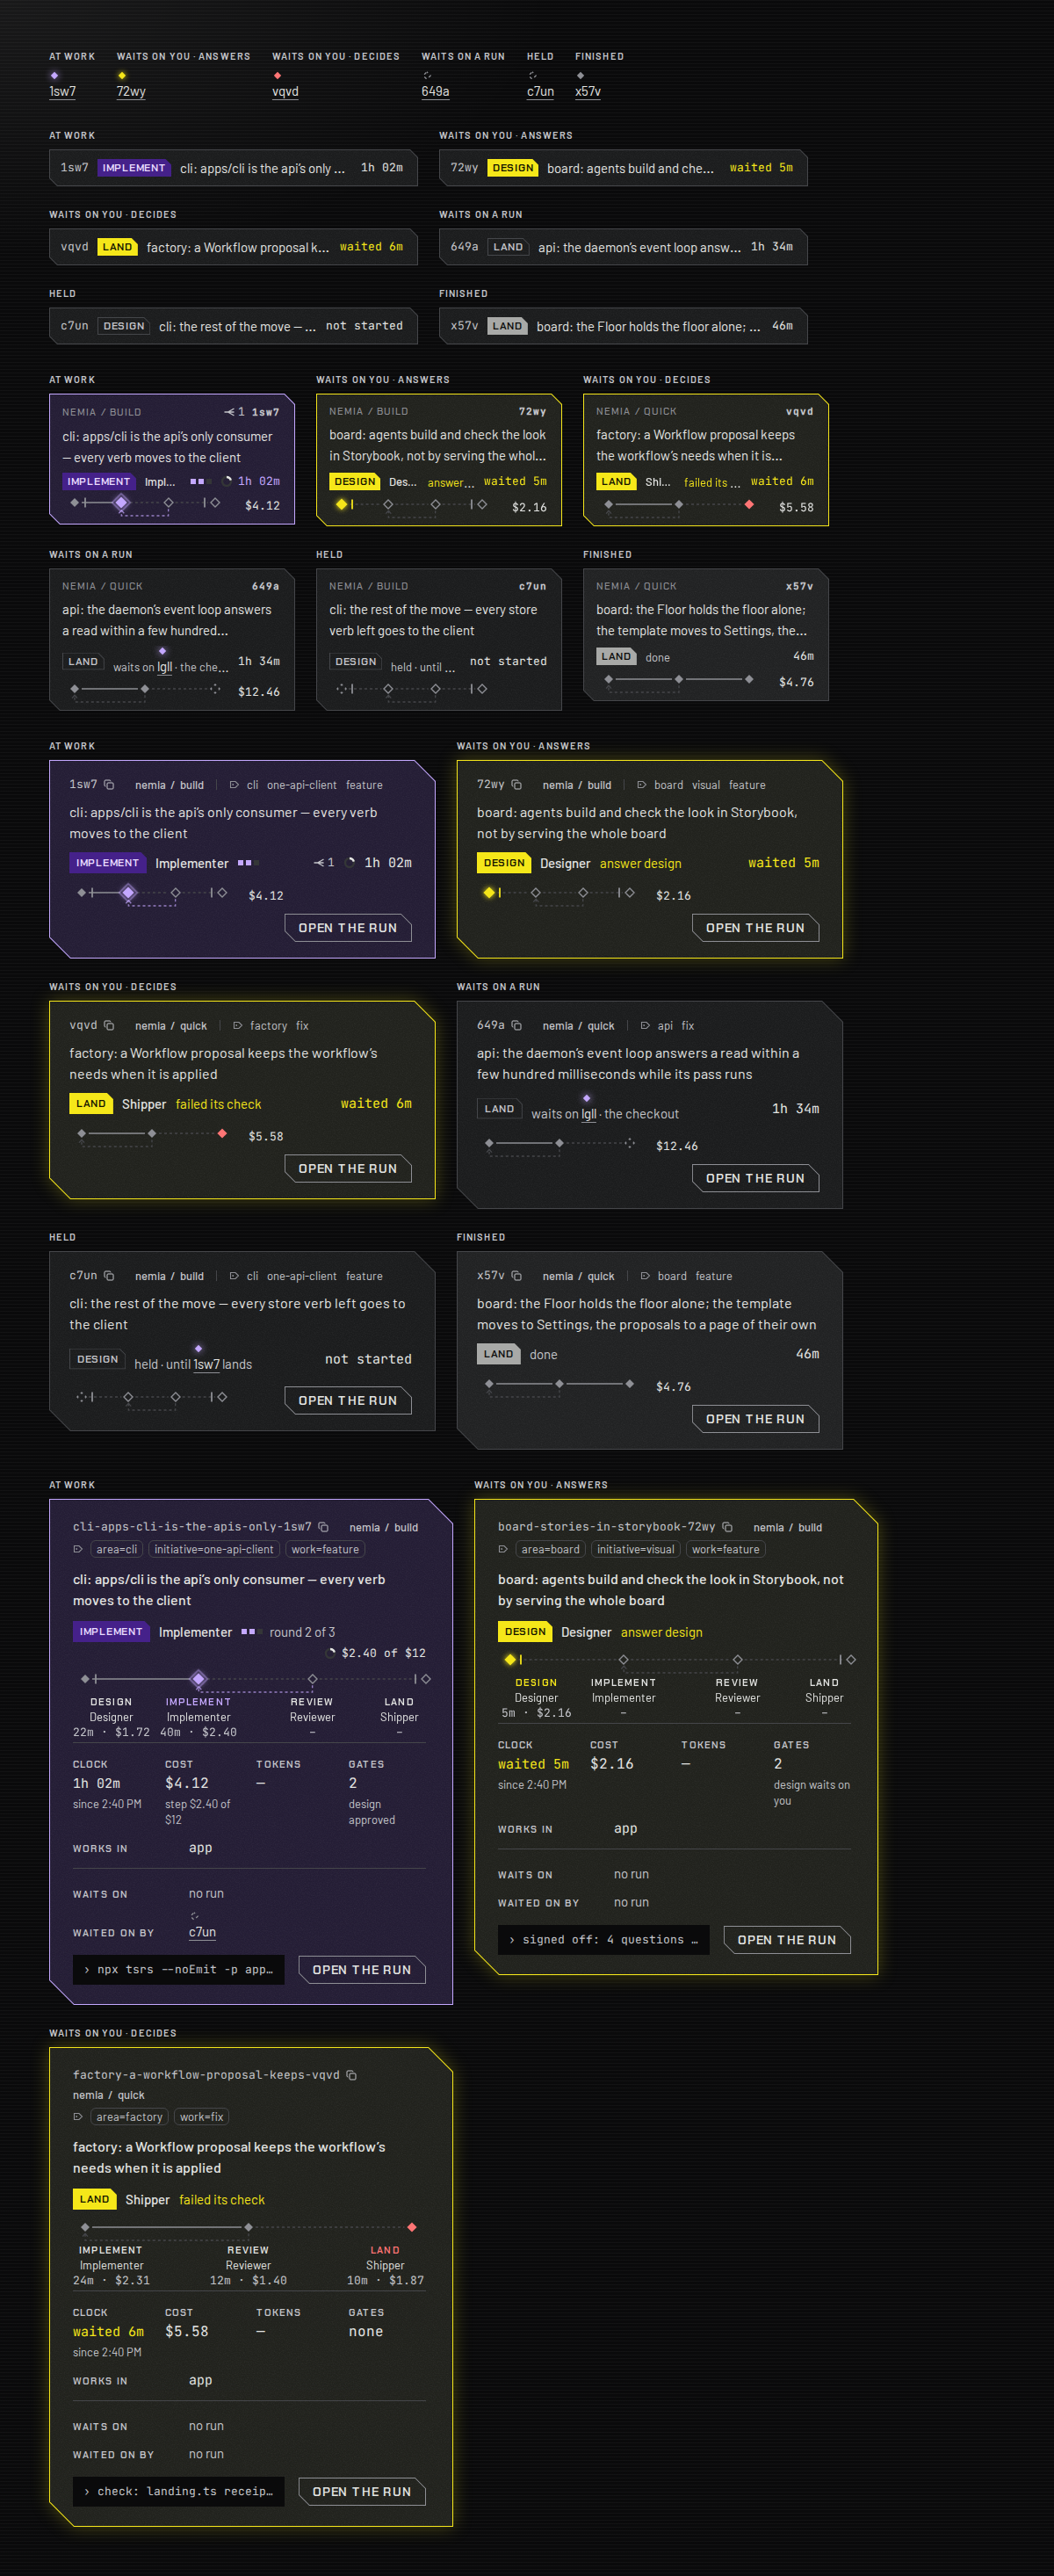 AT WORK
WAITS ON YOU · ANSWERS
WAITS ON YOU · DECIDES
WAITS ON A RUN
HELD
FINISHED
1sw7
72wy
vqvd
649a
c7un
x57v
AT WORK
1sw7 IMPLEMENT cli: apps/cli is the api's only … 1h 02m
WAITS ON YOU · ANSWERS
72wy DESIGN board: agents build and che… waited 5m
WAITS ON YOU · DECIDES
vqvd LAND factory: a Workflow proposal k… waited 6m
WAITS ON A RUN
649a LAND api: the daemon's event loop answ… 1h 34m
HELD
c7un DESIGN cli: the rest of the move — … not started
FINISHED
x57v LAND board: the Floor holds the floor alone; … 46m
AT WORK
NEMIA / BUILD 1 1sw7
cli: apps/cli is the api's only consumer
— every verb moves to the client
IMPLEMENT Impl… 1h 02m
$4.12
WAITS ON YOU · ANSWERS
NEMIA / BUILD 72wy
board: agents build and check the look
in Storybook, not by serving the whol…
DESIGN Des… answer… waited 5m
$2.16
WAITS ON YOU · DECIDES
NEMIA / QUICK vqvd
factory: a Workflow proposal keeps
the workflow's needs when it is…
LAND Shi… failed its … waited 6m
$5.58
WAITS ON A RUN
NEMIA / QUICK 649a
api: the daemon's event loop answers
a read within a few hundred…
LAND waits on lgll · the che… 1h 34m
$12.46
HELD
NEMIA / BUILD c7un
cli: the rest of the move — every store
verb left goes to the client
DESIGN held · until … not started
FINISHED
NEMIA / QUICK x57v
board: the Floor holds the floor alone;
the template moves to Settings, the…
LAND done 46m
$4.76
AT WORK
1sw7 nemia / build cli one-api-client feature
cli: apps/cli is the api's only consumer — every verb
moves to the client
IMPLEMENT Implementer 1 1h 02m
$4.12
OPEN THE RUN
WAITS ON YOU · ANSWERS
72wy nemia / build board visual feature
board: agents build and check the look in Storybook,
not by serving the whole board
DESIGN Designer answer design waited 5m
$2.16
OPEN THE RUN
WAITS ON YOU · DECIDES
vqvd nemia / quick factory fix
factory: a Workflow proposal keeps the workflow's
needs when it is applied
LAND Shipper failed its check waited 6m
$5.58
OPEN THE RUN
WAITS ON A RUN
649a nemia / quick api fix
api: the daemon's event loop answers a read within a
few hundred milliseconds while its pass runs
LAND waits on lgll · the checkout 1h 34m
$12.46
OPEN THE RUN
HELD
c7un nemia / build cli one-api-client feature
cli: the rest of the move — every store verb left goes to
the client
DESIGN held · until 1sw7 lands not started
OPEN THE RUN
FINISHED
x57v nemia / quick board feature
board: the Floor holds the floor alone; the template
moves to Settings, the proposals to a page of their own
LAND done 46m
$4.76
OPEN THE RUN
AT WORK
cli-apps-cli-is-the-apis-only-1sw7 nemia / build
area=cli initiative=one-api-client work=feature
cli: apps/cli is the api's only consumer — every verb
moves to the client
IMPLEMENT Implementer round 2 of 3
$2.40 of $12
DESIGN IMPLEMENT REVIEW LAND
Designer Implementer Reviewer Shipper
22m · $1.72 40m · $2.40 – –
CLOCK COST TOKENS GATES
1h 02m $4.12 — 2
since 2:40 PM step $2.40 of design
$12 approved
WORKS IN app
WAITS ON no run
WAITED ON BY c7un
› npx tsrs --noEmit -p app… OPEN THE RUN
WAITS ON YOU · ANSWERS
board-stories-in-storybook-72wy nemia / build
area=board initiative=visual work=feature
board: agents build and check the look in Storybook, not
by serving the whole board
DESIGN Designer answer design
DESIGN IMPLEMENT REVIEW LAND
Designer Implementer Reviewer Shipper
5m · $2.16 – – –
CLOCK COST TOKENS GATES
waited 5m $2.16 — 2
since 2:40 PM design waits on
you
WORKS IN app
WAITS ON no run
WAITED ON BY no run
› signed off: 4 questions … OPEN THE RUN
WAITS ON YOU · DECIDES
factory-a-workflow-proposal-keeps-vqvd
nemia / quick
area=factory work=fix
factory: a Workflow proposal keeps the workflow's
needs when it is applied
LAND Shipper failed its check
IMPLEMENT REVIEW LAND
Implementer Reviewer Shipper
24m · $2.31 12m · $1.40 10m · $1.87
CLOCK COST TOKENS GATES
waited 6m $5.58 — none
since 2:40 PM
WORKS IN app
WAITS ON no run
WAITED ON BY no run
› check: landing.ts receip… OPEN THE RUN